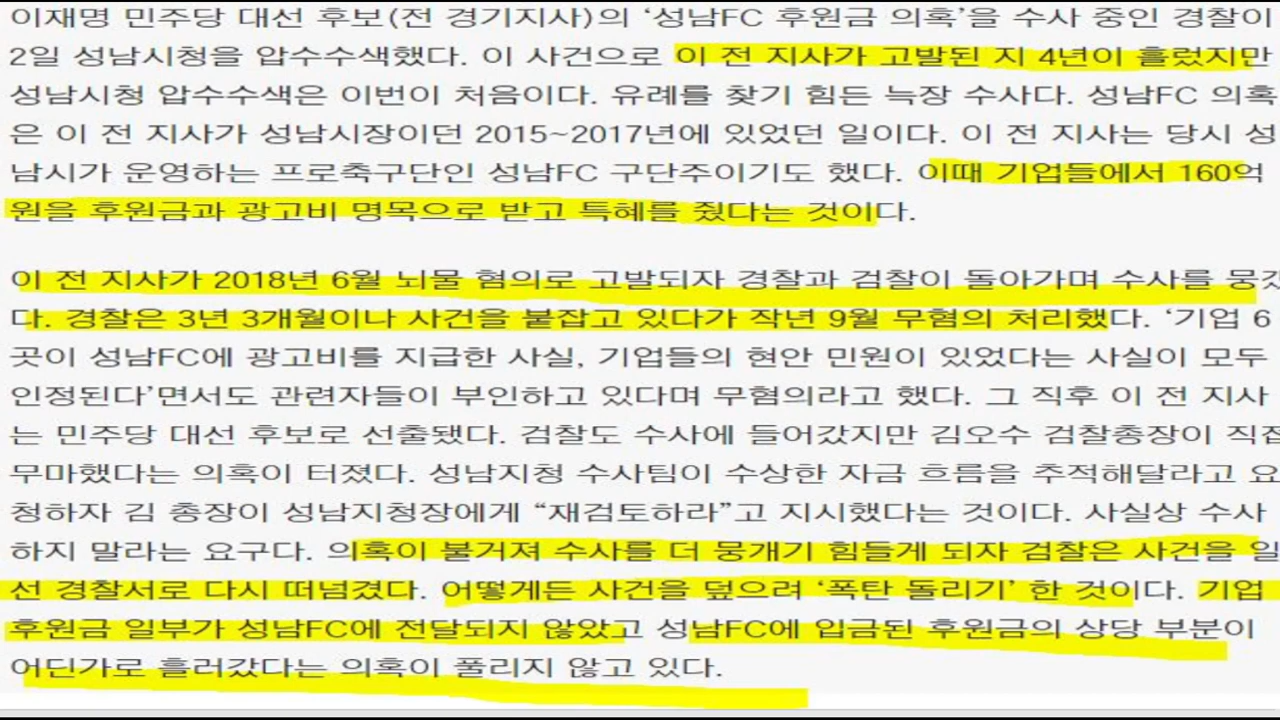 이재명 민주당 대선 후보(전 경기지사)의 ‘성남FC 후원금 의혹’을 수사 중인 경찰이
2일 성남시청을 압수수색했다. 이 사건으로 이 전 지사가 고발된 지 4년이 흘렀지만
성남시청 압수수색은 이번이 처음이다. 유례를 찾기 힘든 늑장 수사다. 성남FC 의혹
은 이 전 지사가 성남시장이던 2015~2017년에 있었던 일이다. 이 전 지사는 당시 성
남시가 운영하는 프로축구단인 성남FC 구단주이기도 했다. 이때 기업들에서 160억
원을 후원금과 광고비 명목으로 받고 특혜를 줬다는 것이다.
이 전 지사가 2018년 6월 뇌물 혐의로 고발되자 경찰과 검찰이 돌아가며 수사를 뭉갰
다. 경찰은 3년 3개월이나 사건을 붙잡고 있다가 작년 9월 무혐의 처리했다. ‘기업 6
곳이 성남FC에 광고비를 지급한 사실, 기업들의 현안 민원이 있었다는 사실이 모두
인정된다’면서도 관련자들이 부인하고 있다며 무혐의라고 했다. 그 직후 이 전 지사
는 민주당 대선 후보로 선출됐다. 검찰도 수사에 들어갔지만 김오수 검찰총장이 직접
무마했다는 의혹이 터졌다. 성남지청 수사팀이 수상한 자금 흐름을 추적해달라고 요
청하자 김 총장이 성남지청장에게 “재검토하라”고 지시했다는 것이다. 사실상 수사
하지 말라는 요구다. 의혹이 불거져 수사를 더 뭉개기 힘들게 되자 검찰은 사건을 일
선 경찰서로 다시 떠넘겼다. 어떻게든 사건을 덮으려 ‘폭탄 돌리기’ 한 것이다. 기업
후원금 일부가 성남FC에 전달되지 않았고 성남FC에 입금된 후원금의 상당 부분이
어딘가로 흘러갔다는 의혹이 풀리지 않고 있다.